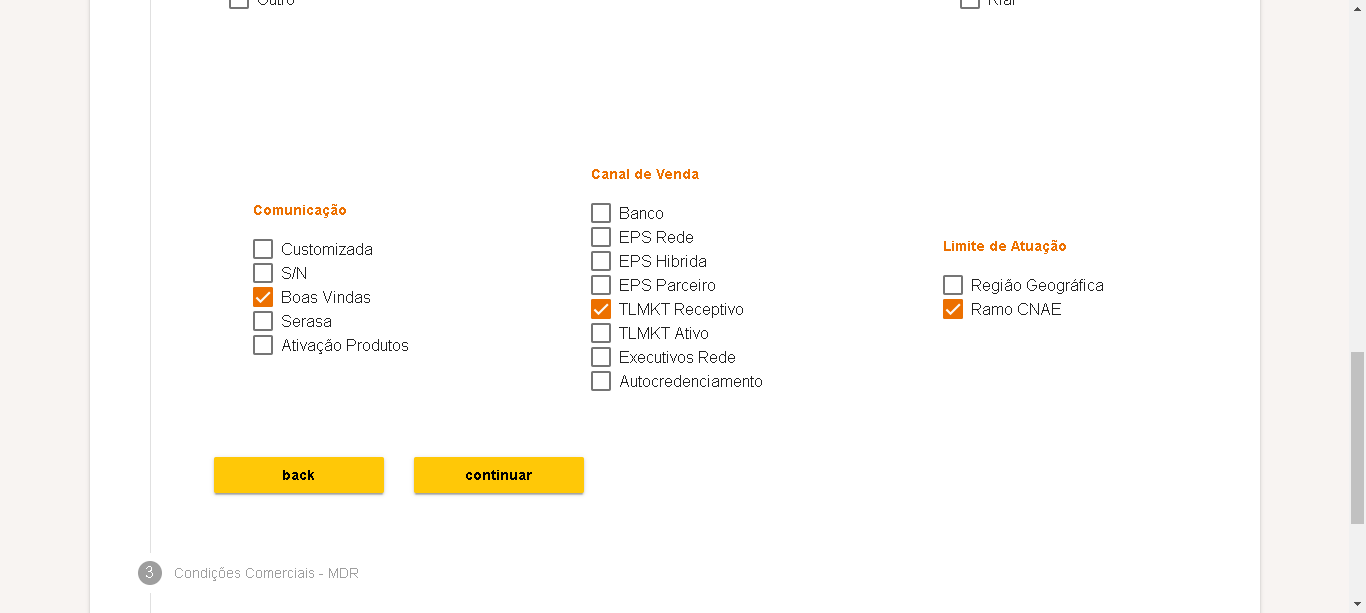 Outro
Canal de Venda
Comunicação
Banco
Customizada
EPS Rede
Limite de Atuação
S/N
EPS Hibrida
Boas Vindas
EPS Parceiro
Região Geográfica
Serasa
TLMKT Receptivo
Ramo CNAE
Ativação Produtos
TLMKT Ativo
Executivos Rede
Autocredenciamento
back
continuar
3
Condições Comerciais - MDR